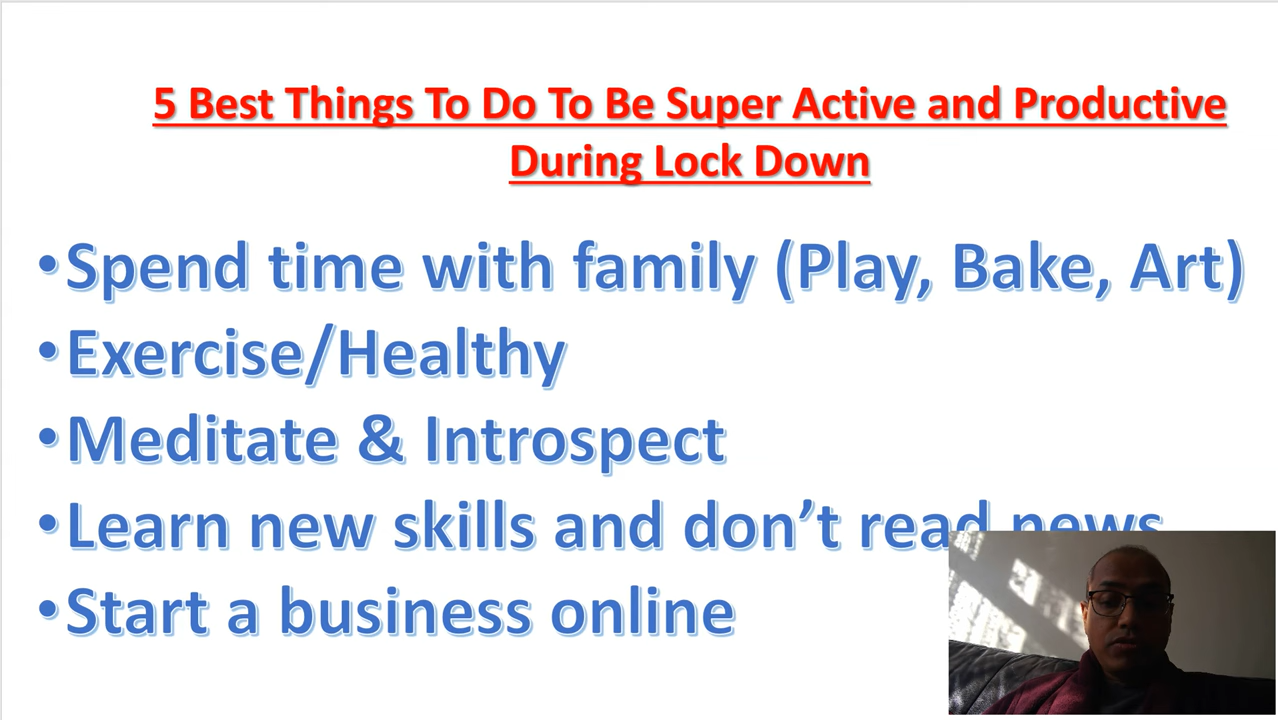 5 Best Things To Do To Be Super Active and Productive
During Lock Down
•Spend time with family (Play, Bake, Art)
•Exercise/Healthy
•Meditate & Introspect
•Learn new skills and don’t read news
•Start a business online